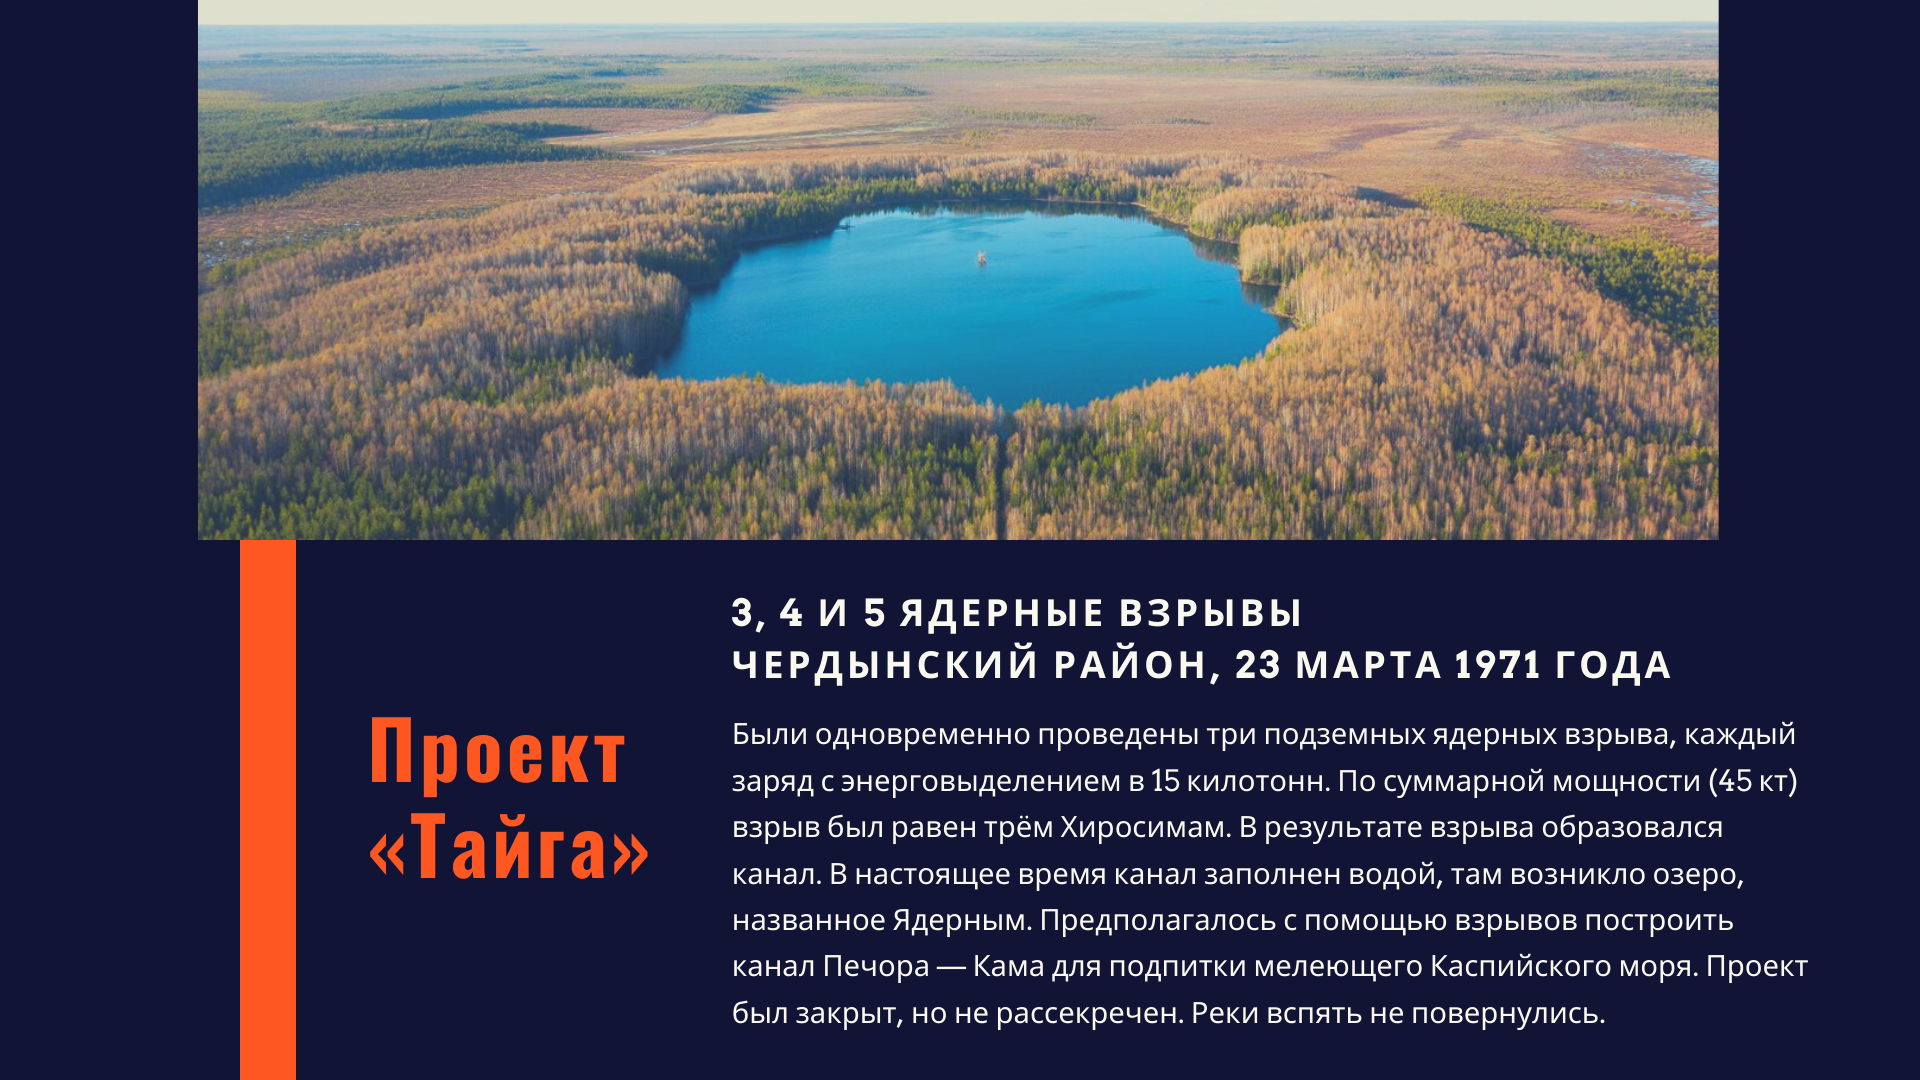 3, 4 И 5 ЯДЕРНЫЕ ВЗРЫВЫ
ЧЕРДЫНСКИЙ РАЙОН, 23 МАРТА 1971 ГОДА
Проект
«Тайга»
Были одновременно проведены три подземных ядерных взрыва, каждый
заряд с энерговыделением в 15 килотонн. По суммарной мощности (45 кт)
взрыв был равен трём Хиросимам. В результате взрыва образовался
канал. В настоящее время канал заполнен водой, там возникло озеро,
названное Ядерным. Предполагалось с помощью взрывов построить
канал Печора — Кама для подпитки мелеющего Каспийского моря. Проект
был закрыт, но не рассекречен. Реки вспять не повернулись.